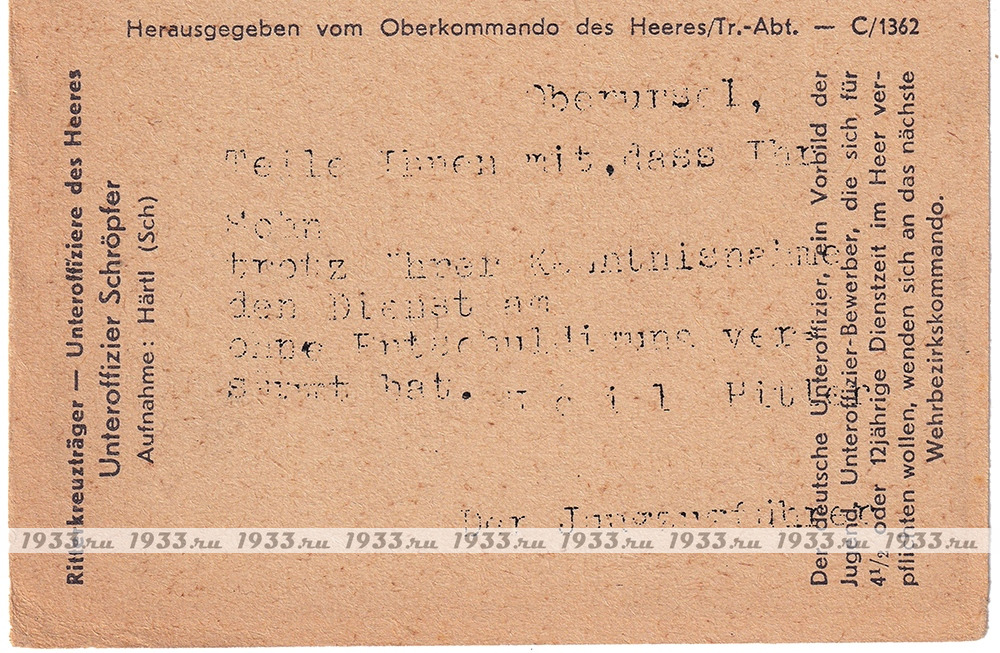 Herausgegeben vom Oberkommando des Heeres/Tr.-Abt. — C/1362
Ritterkreuzträger — Unteroffiziere des Heeres
Unteroffizier Schröpfer
Aufnahme: Härtl (Sch)
Oberursel,
Teile Ihnen mit, dass Ihr
Sohn
trotz Ihrer Kenntnisnahme
den Dienst am
ohne Entschuldigung ver-
säumt hat. Heil Hitler
Der Jungzugführer
Der deutsche Unteroffizier, ein Vorbild der
Jugend. Unteroffizier-Bewerber, die sich für
4½ oder 12jährige Dienstzeit im Heer ver-
pflichten wollen, wenden sich an das nächste
Wehrbezirkskommando.
1933.ru 1933.ru 1933.ru 1933.ru 1933.ru 1933.ru 1933.ru 1933.ru 1933.ru